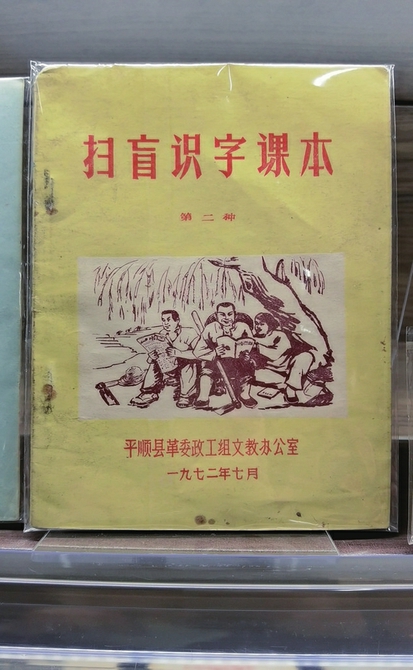 扫盲识字课本
第二种
平顺县革委政工组文教办公室
一九七二年七月